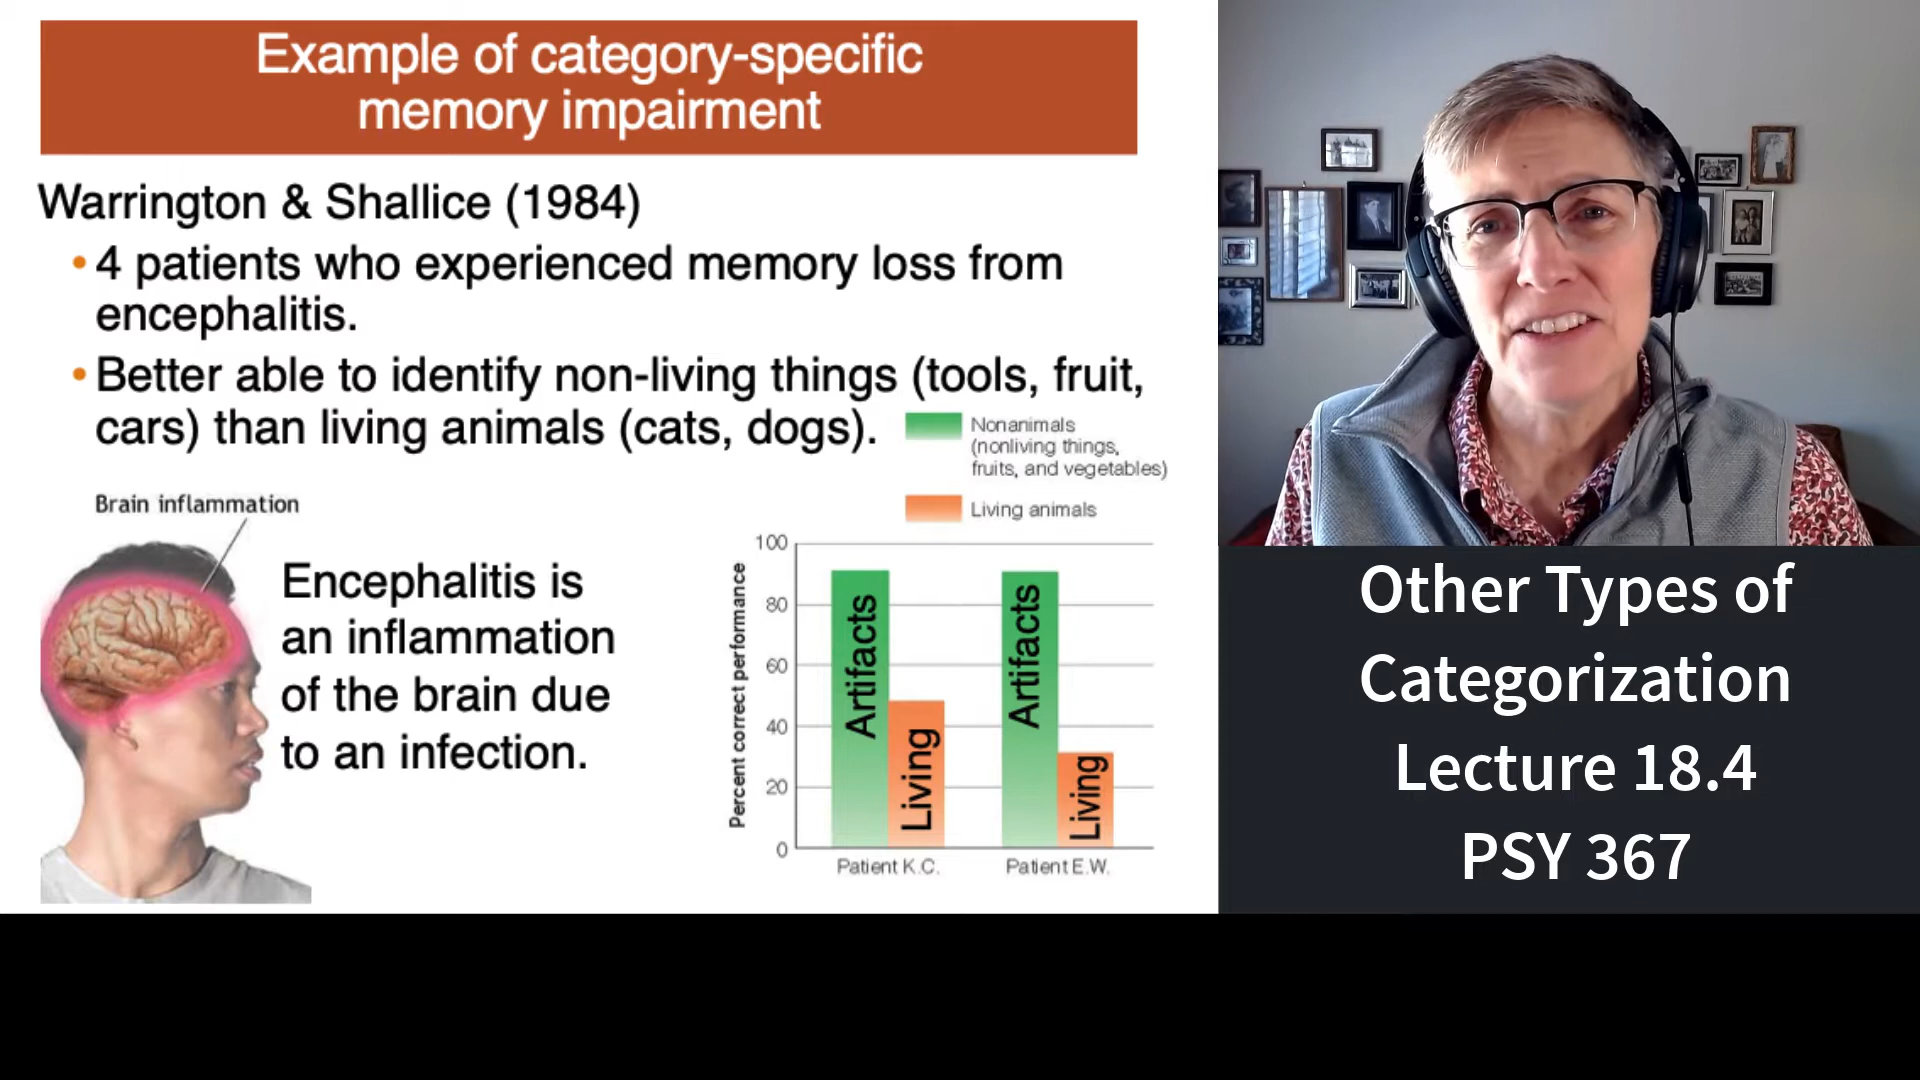 Example of category-specific
memory impairment
Warrington & Shallice (1984)
• 4 patients who experienced memory loss from
encephalitis.
• Better able to identify non-living things (tools, fruit,
cars) than living animals (cats, dogs).
Nonanimals
(nonliving things,
fruits, and vegetables)
Living animals
Brain inflammation
Encephalitis is
an inflammation
of the brain due
to an infection.
Percent correct performance
100
80
60
40
20
0
Artifacts
Living
Artifacts
Living
Patient K.C.
Patient E.W.
Other Types of
Categorization
Lecture 18.4
PSY 367